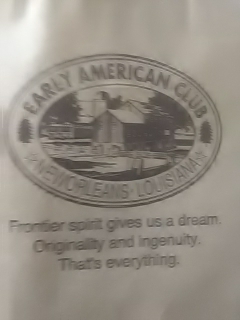 EARLY AMERICAN CLUB
NEW ORLEANS · LOUISIANA
Frontier spirit gives us a dream.
Originality and Ingenuity.
That's everything.